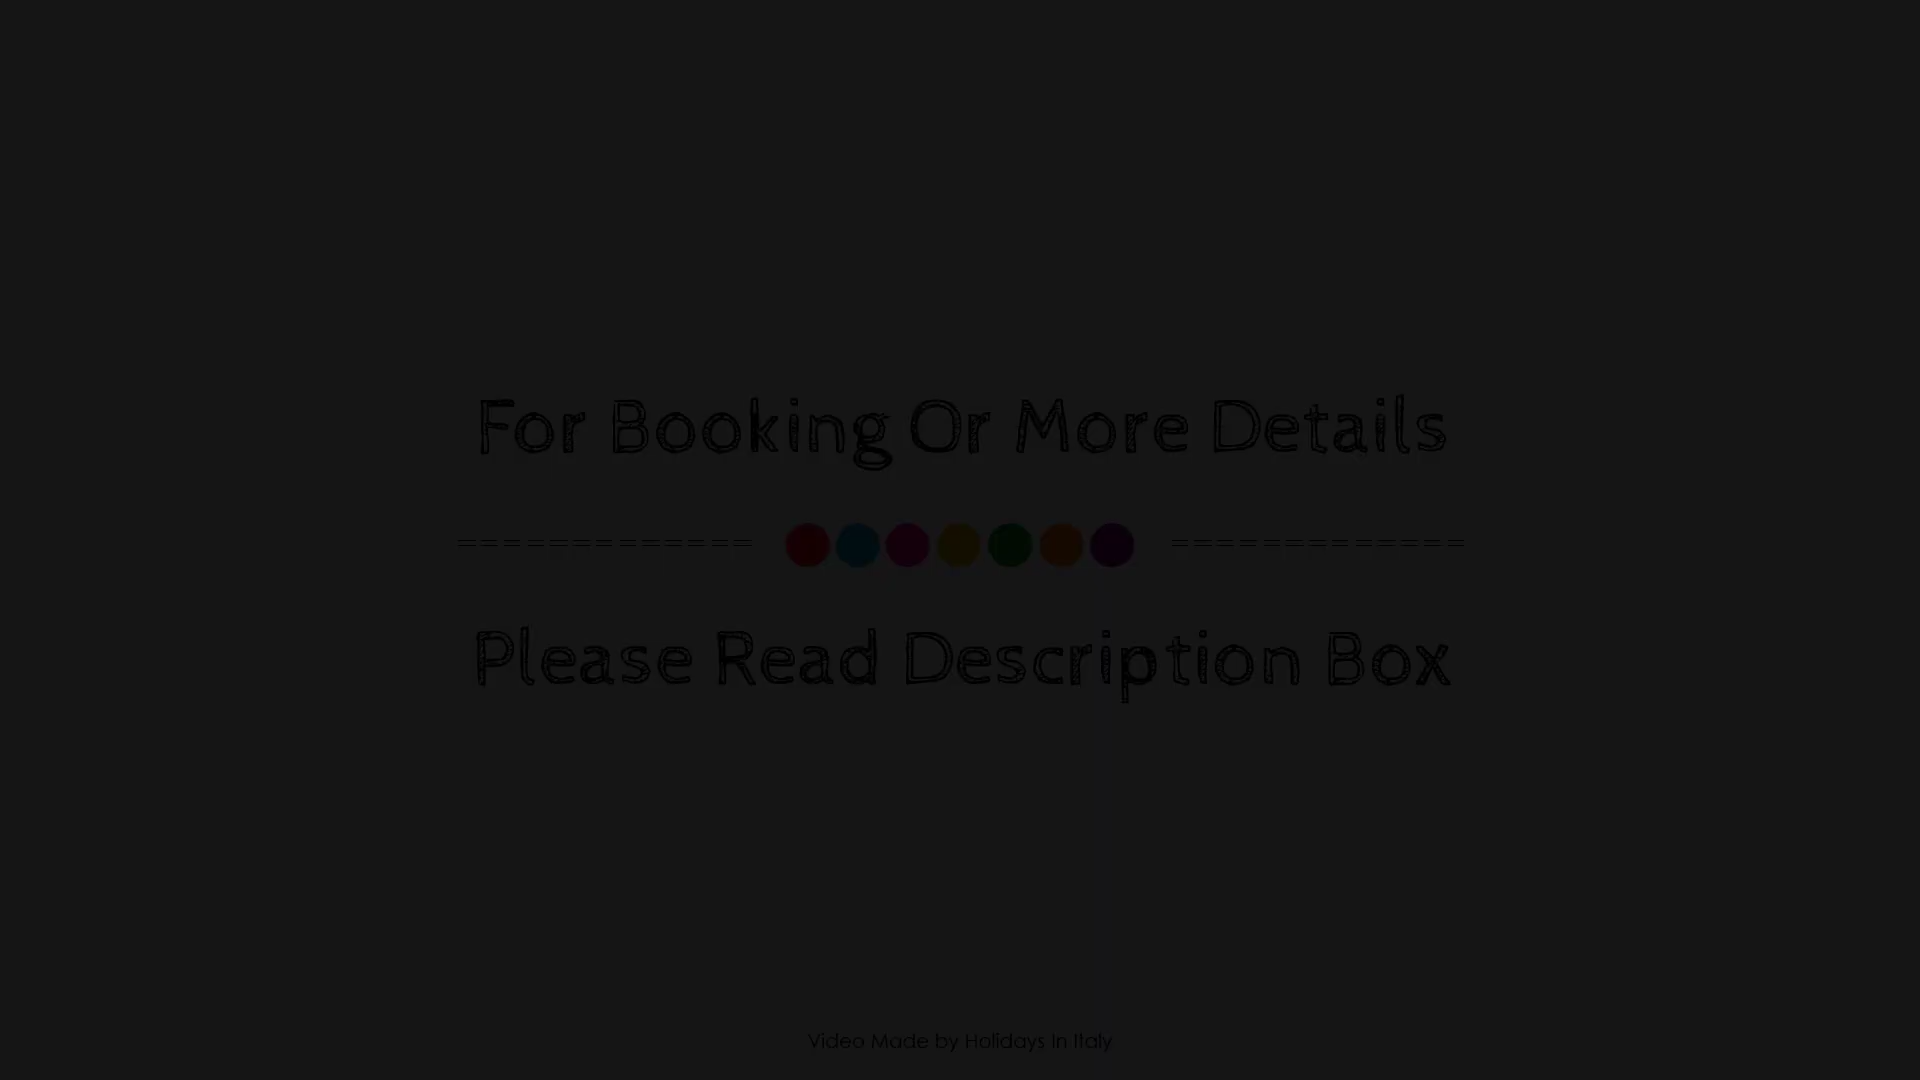 For Booking Or More Details
============= =============
Please Read Description Box
Video Made by Holidays In Italy